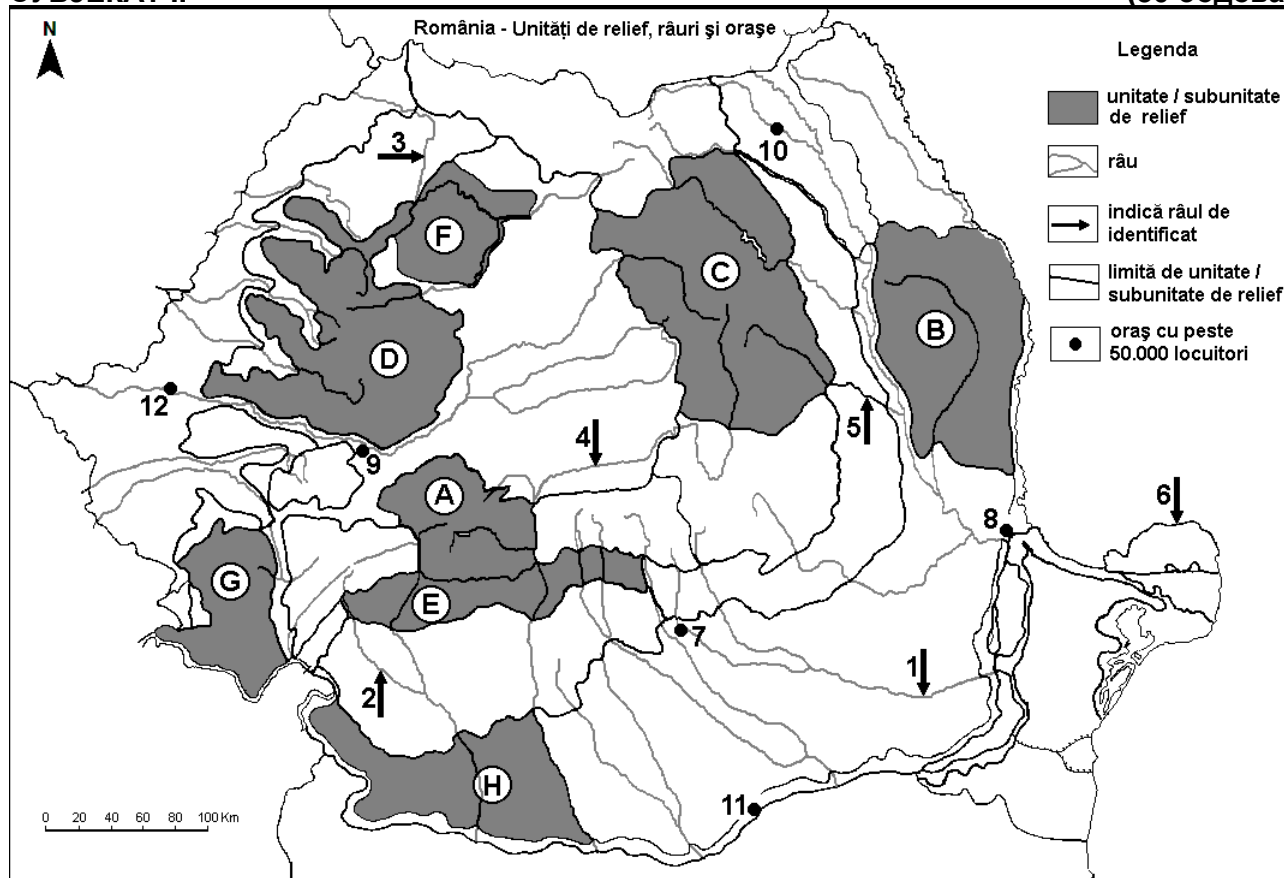 România - Unități de relief, râuri și orașe
N
Legenda
unitate / subunitate
de relief
râu
indică râul de
identificat
limită de unitate /
subunitate de relief
oraș cu peste
50.000 locuitori
3
10
F
C
B
D
12
9
4
5
A
6
8
G
E
7
1
2
H
11
0 20 40 60 80 100 Km